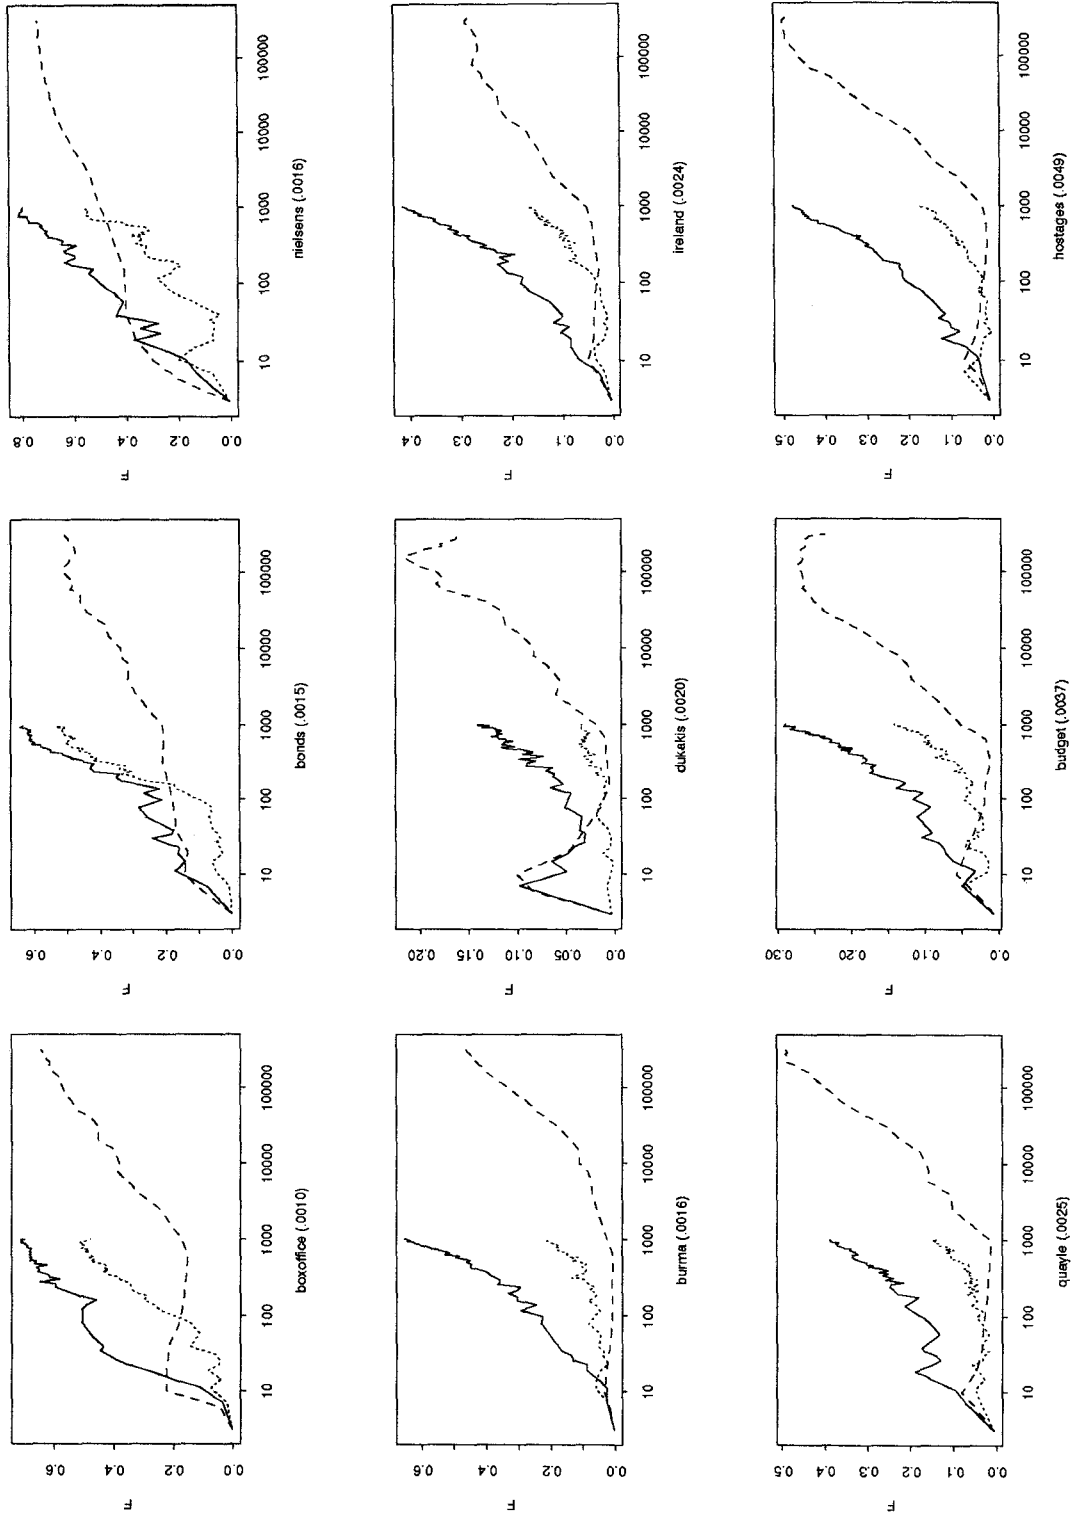 F
0.0 0.2 0.4 0.6
10 100 1000 10000 100000
boxoffice (.0010)
F
0.0 0.2 0.4 0.6
10 100 1000 10000 100000
bonds (.0015)
F
0.0 0.2 0.4 0.6 0.8
10 100 1000 10000 100000
nielsens (.0016)
F
0.0 0.2 0.4 0.6
10 100 1000 10000 100000
burma (.0016)
F
0.0 0.05 0.10 0.15 0.20
10 100 1000 10000 100000
dukakis (.0020)
F
0.0 0.1 0.2 0.3 0.4
10 100 1000 10000 100000
ireland (.0024)
F
0.0 0.1 0.2 0.3 0.4 0.5
10 100 1000 10000 100000
quayle (.0025)
F
0.0 0.10 0.20 0.30
10 100 1000 10000 100000
budget (.0037)
F
0.0 0.1 0.3 0.5
10 100 1000 10000 100000
hostages (.0049)